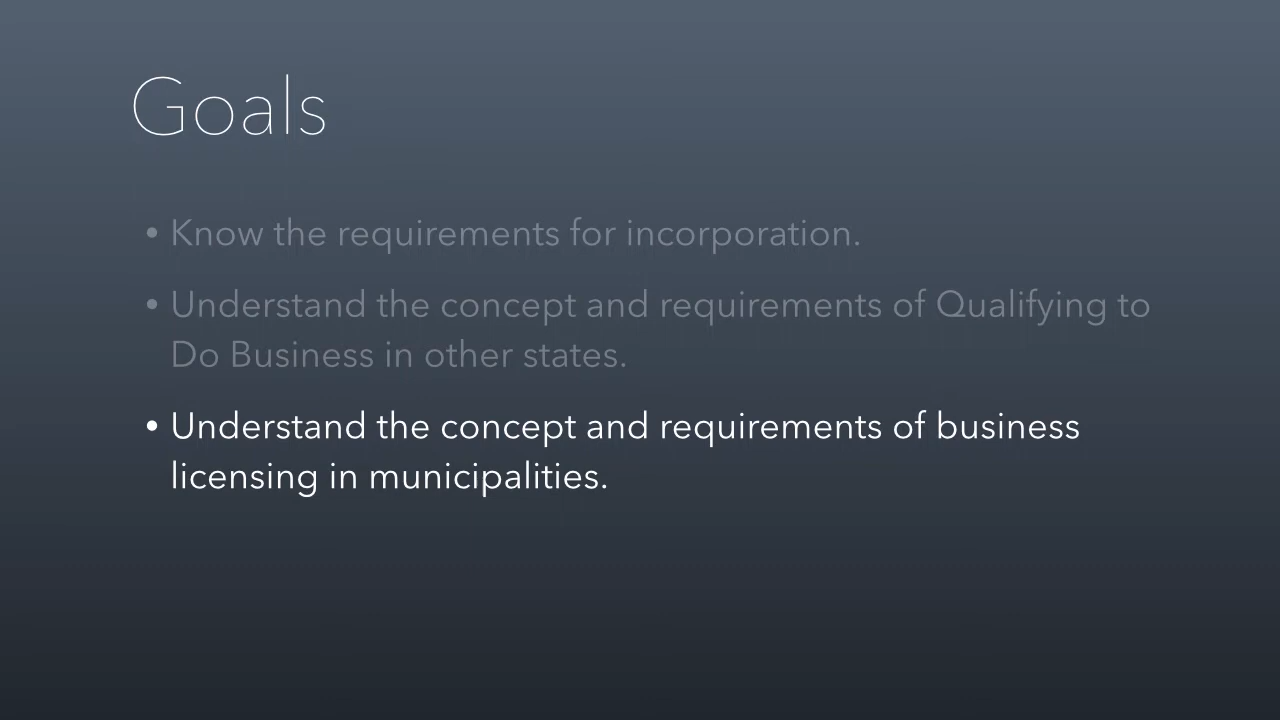 Goals
• Know the requirements for incorporation.
• Understand the concept and requirements of Qualifying to
Do Business in other states.
• Understand the concept and requirements of business
licensing in municipalities.